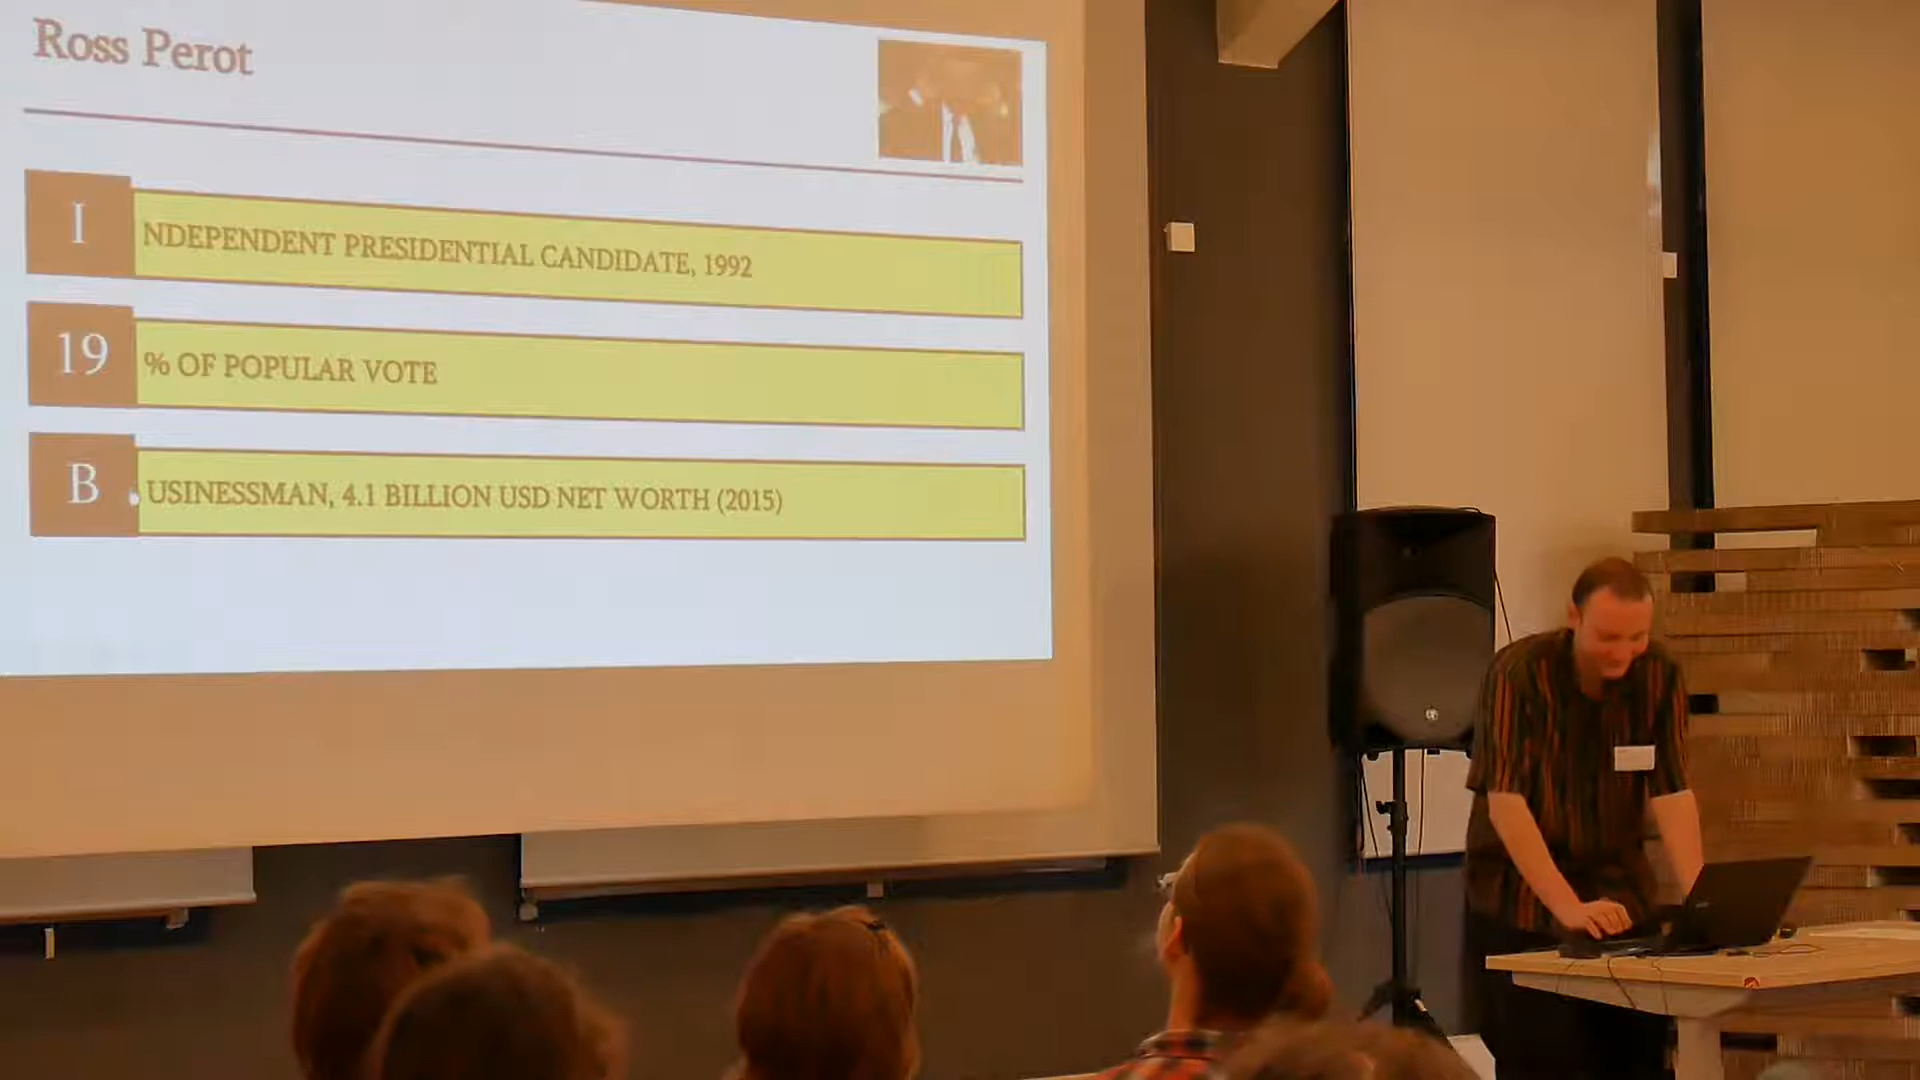 Ross Perot
I NDEPENDENT PRESIDENTIAL CANDIDATE, 1992
19 % OF POPULAR VOTE
B USINESSMAN, 4.1 BILLION USD NET WORTH (2015)